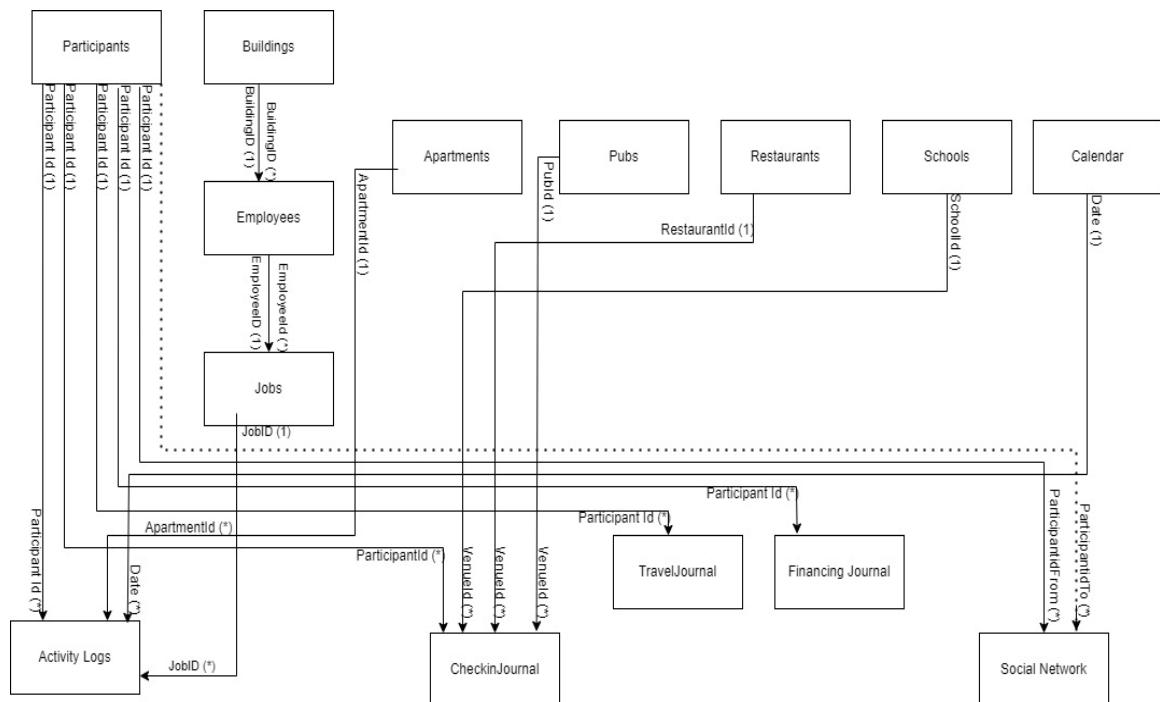 Participants
Buildings
Participant Id (1)
Participant Id (1)
Participant Id (1)
Participant Id (1)
Participant Id (1)
BuildingID (1)
BuildingID (*)
Apartments
Pubs
Restaurants
Schools
Calendar
Employees
ApartmentId (1)
PubId (1)
RestaurantId (1)
SchoolId (1)
Date (1)
EmployeeID (1)
EmployeeId (*)
Jobs
JobID (1)
Participant Id (*)
ApartmentId (*)
Date (*)
ParticipantId (*)
VenueId (*)
VenueId (*)
VenueId (*)
Participant Id (*)
Participant Id (*)
ParticipantidFrom (*)
ParticipantidTo (*)
TravelJournal
Financing Journal
Activity Logs
JobID (*)
CheckinJournal
Social Network